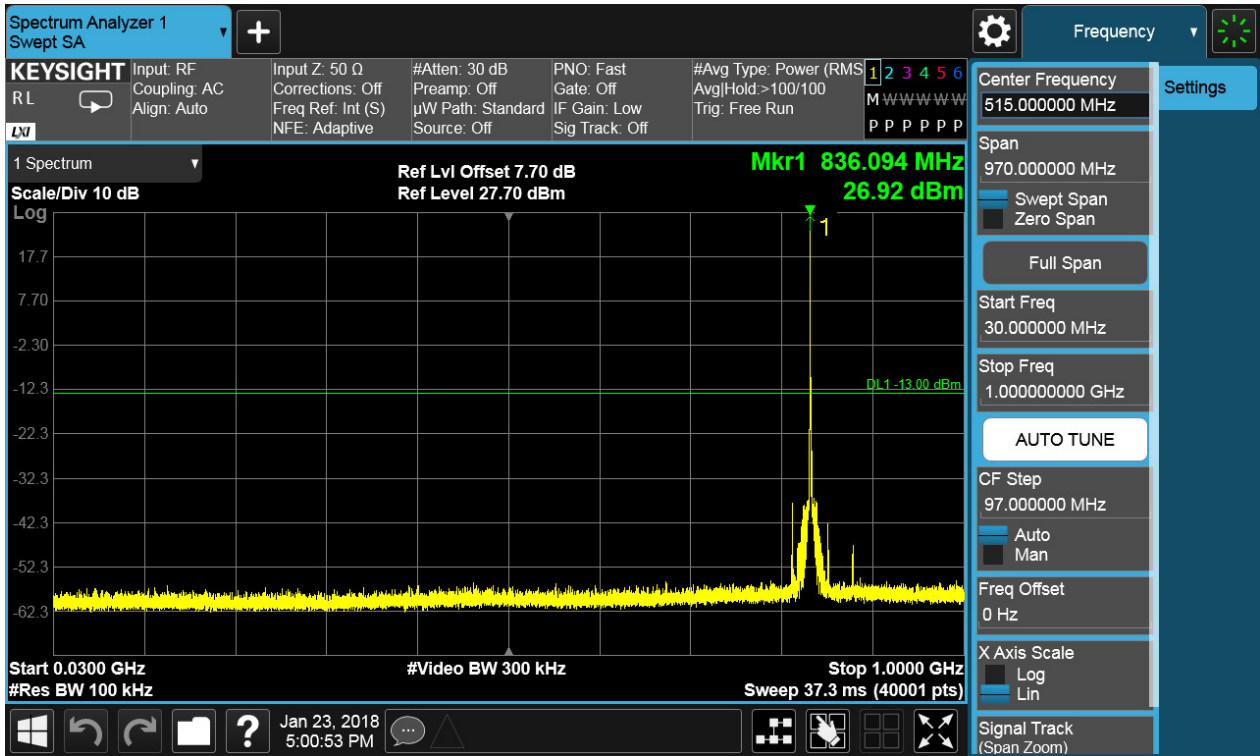 Spectrum Analyzer 1
Swept SA
+
Frequency
KEYSIGHT
R L
LXI
Input: RF
Coupling: AC
Align: Auto
Input Z: 50 Ω
Corrections: Off
Freq Ref: Int (S)
NFE: Adaptive
#Atten: 30 dB
Preamp: Off
µW Path: Standard
Source: Off
PNO: Fast
Gate: Off
IF Gain: Low
Sig Track: Off
#Avg Type: Power (RMS
Avg|Hold:>100/100
Trig: Free Run
1 2 3 4 5 6
M W W W W W
P P P P P P
1 Spectrum
Scale/Div 10 dB
Log
Ref Lvl Offset 7.70 dB
Ref Level 27.70 dBm
Mkr1 836.094 MHz
26.92 dBm
1
17.7
7.70
-2.30
-12.3
DL1 -13.00 dBm
-22.3
-32.3
-42.3
-52.3
-62.3
Start 0.0300 GHz
#Res BW 100 kHz
#Video BW 300 kHz
Stop 1.0000 GHz
Sweep 37.3 ms (40001 pts)
Center Frequency
515.000000 MHz
Settings
Span
970.000000 MHz
Swept Span
Zero Span
Full Span
Start Freq
30.000000 MHz
Stop Freq
1.000000000 GHz
AUTO TUNE
CF Step
97.000000 MHz
Auto
Man
Freq Offset
0 Hz
X Axis Scale
Log
Lin
Signal Track
(Span Zoom)
?
Jan 23, 2018
5:00:53 PM